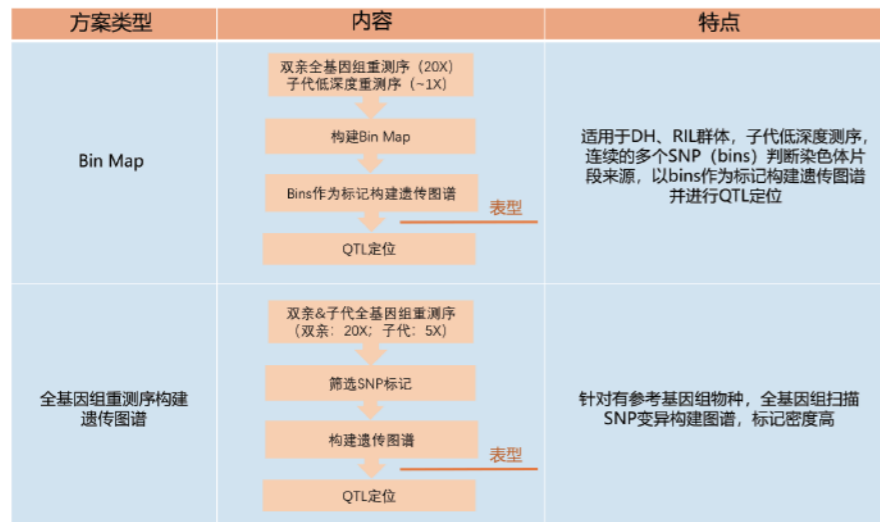 方案类型
内容
特点
Bin Map
双亲全基因组重测序（20X）
子代低深度重测序（~1X）
构建Bin Map
Bins作为标记构建遗传图谱
表型
QTL定位
适用于DH、RIL群体，子代低深度测序，
连续的多个SNP（bins）判断染色体片
段来源，以bins作为标记构建遗传图谱
并进行QTL定位
全基因组重测序构建
遗传图谱
双亲&子代全基因组重测序
（双亲：20X；子代：5X）
筛选SNP标记
构建遗传图谱
表型
QTL定位
针对有参考基因组物种，全基因组扫描
SNP变异构建图谱，标记密度高